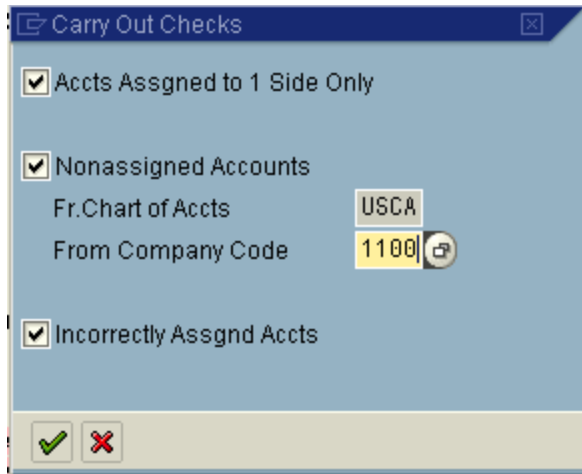 Carry Out Checks
Accts Assgned to 1 Side Only
Nonassigned Accounts
Fr.Chart of Accts USCA
From Company Code 1100
Incorrectly Assgnd Accts